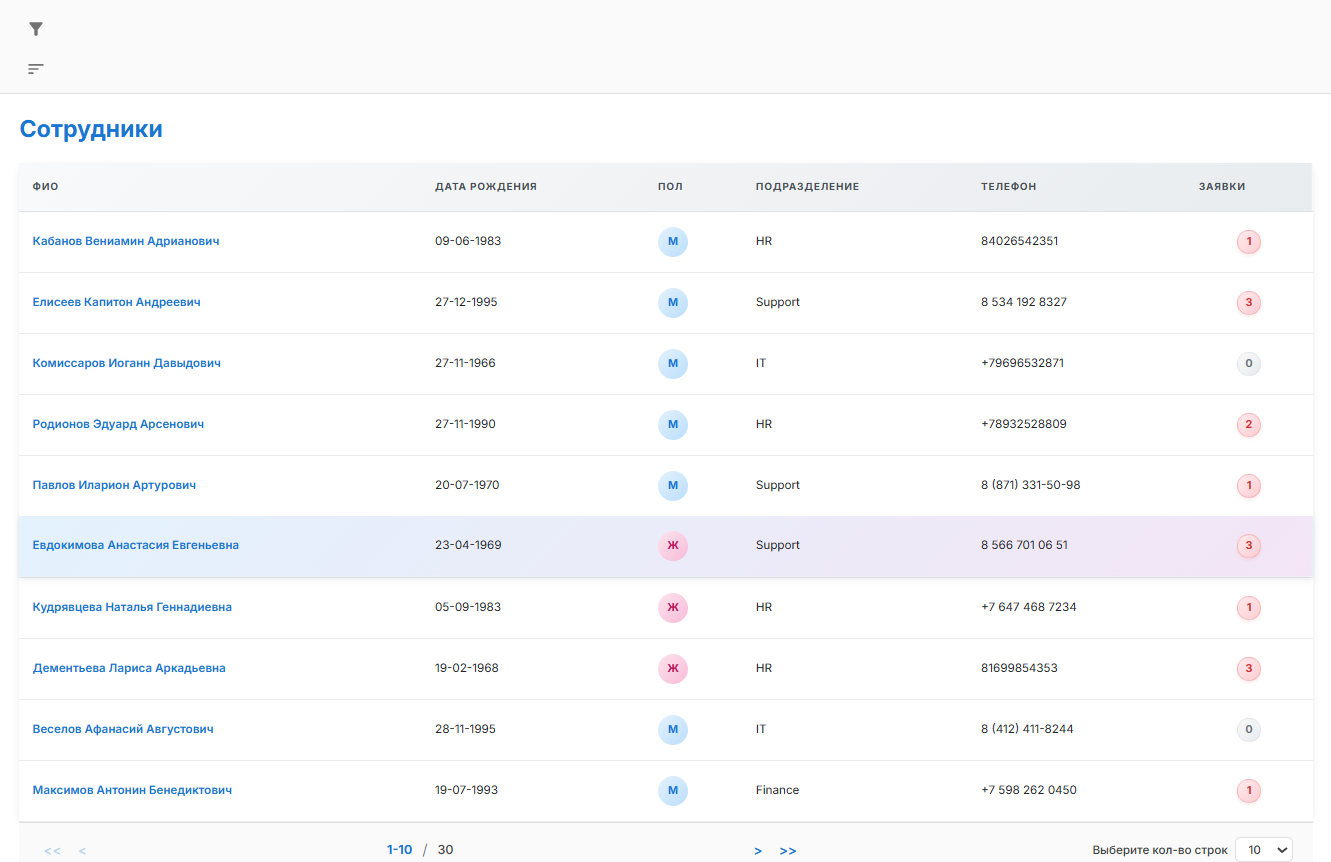 Сотрудники
ФИО ДАТА РОЖДЕНИЯ ПОЛ ПОДРАЗДЕЛЕНИЕ ТЕЛЕФОН ЗАЯВКИ
Кабанов Вениамин Адрианович 09-06-1983 М HR 84026542351 1
Елисеев Капитон Андреевич 27-12-1995 М Support 8 534 192 8327 3
Комиссаров Иоганн Давыдович 27-11-1966 М IT +79696532871 0
Родионов Эдуард Арсенович 27-11-1990 М HR +78932528809 2
Павлов Иларион Артурович 20-07-1970 М Support 8 (871) 331-50-98 1
Евдокимова Анастасия Евгеньевна 23-04-1969 Ж Support 8 566 701 06 51 3
Кудрявцева Наталья Геннадиевна 05-09-1983 Ж HR +7 647 468 7234 1
Дементьева Лариса Аркадьевна 19-02-1968 Ж HR 81699854353 3
Веселов Афанасий Августович 28-11-1995 М IT 8 (412) 411-8244 0
Максимов Антонин Бенедиктович 19-07-1993 М Finance +7 598 262 0450 1
<< < 1-10 / 30 > >> Выберите кол-во строк 10